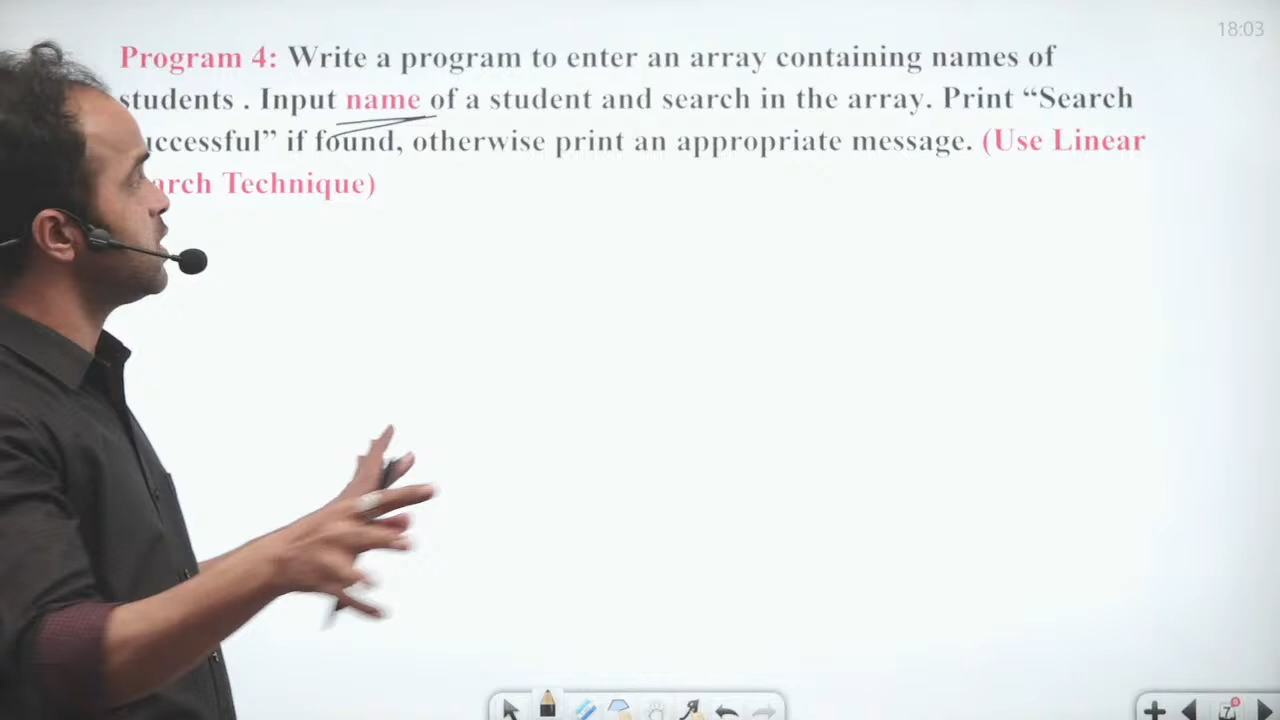 18:03
Program 4: Write a program to enter an array containing names of
students . Input name of a student and search in the array. Print “Search
uccessful” if found, otherwise print an appropriate message. (Use Linear
arch Technique)
7